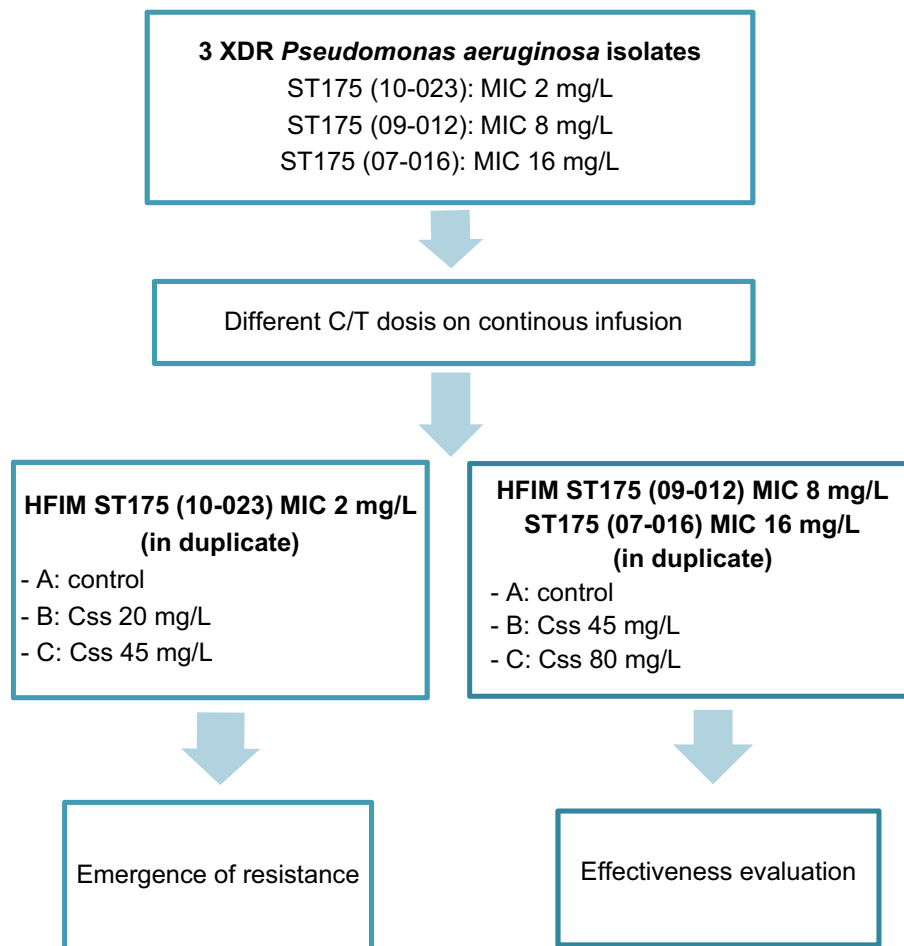 3 XDR Pseudomonas aeruginosa isolates
ST175 (10-023): MIC 2 mg/L
ST175 (09-012): MIC 8 mg/L
ST175 (07-016): MIC 16 mg/L
Different C/T dosis on continous infusion
HFIM ST175 (10-023) MIC 2 mg/L
(in duplicate)
- A: control
- B: Css 20 mg/L
- C: Css 45 mg/L
HFIM ST175 (09-012) MIC 8 mg/L
ST175 (07-016) MIC 16 mg/L
(in duplicate)
- A: control
- B: Css 45 mg/L
- C: Css 80 mg/L
Emergence of resistance
Effectiveness evaluation